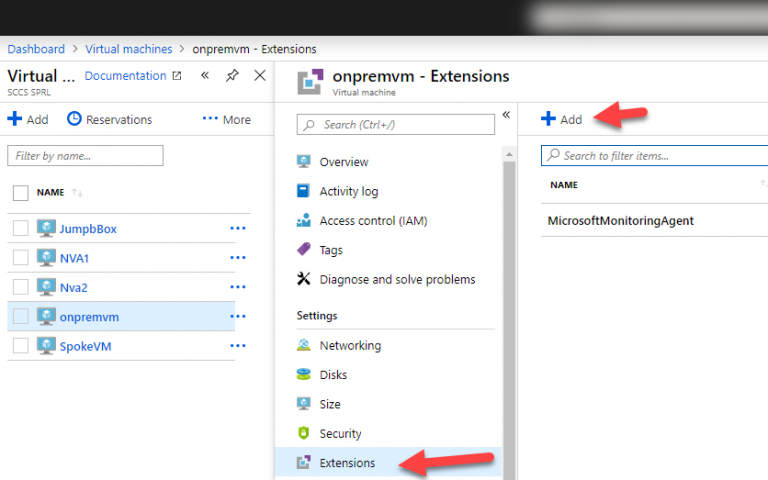 Dashboard > Virtual machines > onpremvm - Extensions
Virtual ... Documentation
SCCS SPRL
Add Reservations ... More
Filter by name...
NAME
JumpbBox ...
NVA1 ...
Nva2 ...
onpremvm ...
SpokeVM ...
onpremvm - Extensions
Virtual machine
Search (Ctrl+/)
Overview
Activity log
Access control (IAM)
Tags
Diagnose and solve problems
Settings
Networking
Disks
Size
Security
Extensions
Add
Search to filter items...
NAME
MicrosoftMonitoringAgent